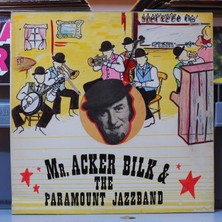 MR. ACKER BILK &
THE
PARAMOUNT JAZZBAND